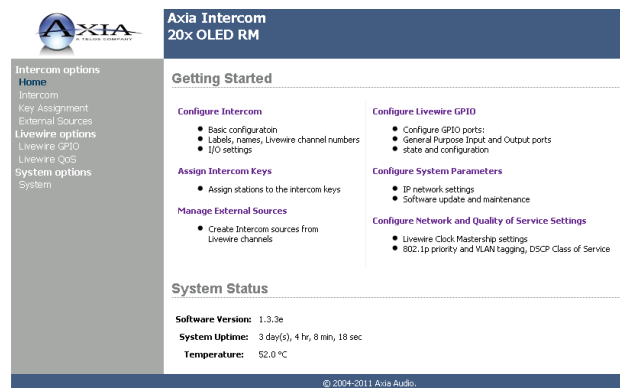 AXIA
A TELOS COMPANY
Axia Intercom
20x OLED RM
Intercom options
Home
Intercom
Key Assignment
External Sources
Livewire options
Livewire GPIO
Livewire QoS
System options
System
Getting Started
Configure Intercom
Basic configuratoin
Labels, names, Livewire channel numbers
I/O settings
Assign Intercom Keys
Assign stations to the intercom keys
Manage External Sources
Create Intercom sources from
Livewire channels
Configure Livewire GPIO
Configure GPIO ports:
General Purpose Input and Output ports
state and configuration
Configure System Parameters
IP network settings
Software update and maintenance
Configure Network and Quality of Service Settings
Livewire Clock Mastership settings
802.1p priority and VLAN tagging, DSCP Class of Service
System Status
Software Version: 1.3.3e
System Uptime: 3 day(s), 4 hr, 8 min, 18 sec
Temperature: 52.0 °C
© 2004-2011 Axia Audio.